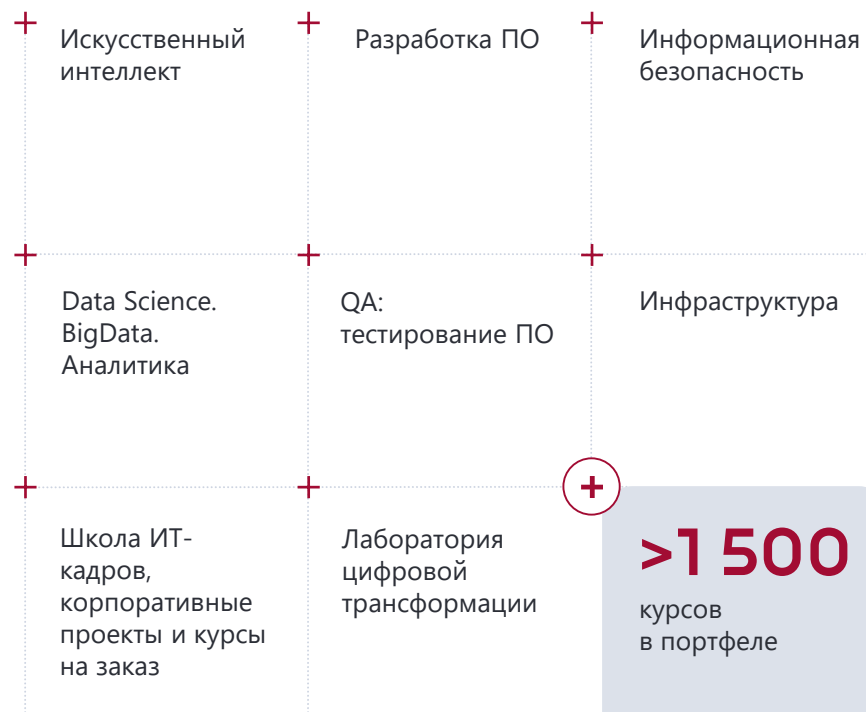 Искусственный
интеллект
Разработка ПО
Информационная
безопасность
Data Science.
BigData.
Аналитика
QA:
тестирование ПО
Инфраструктура
Школа ИТ-
кадров,
корпоративные
проекты и курсы
на заказ
Лаборатория
цифровой
трансформации
>1 500
курсов
в портфеле